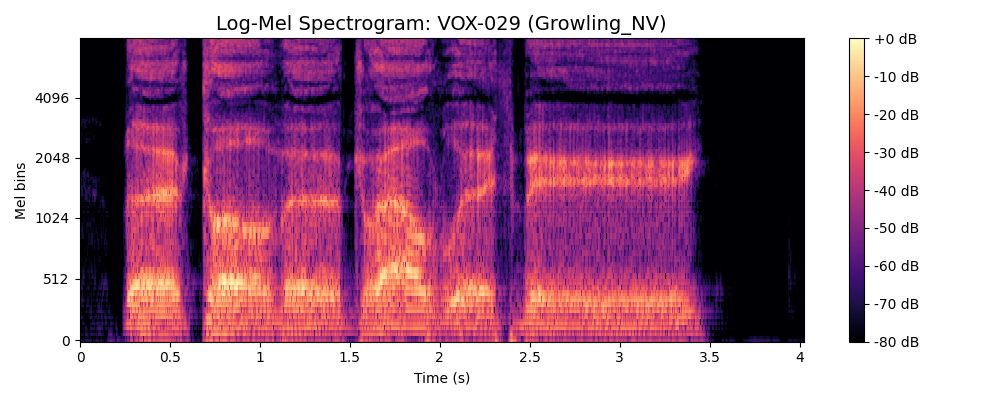 Log-Mel Spectrogram: VOX-029 (Growling_NV)
Mel bins
4096
2048
1024
512
0
0
0.5
1
1.5
2
2.5
3
3.5
4
Time (s)
+0 dB
-10 dB
-20 dB
-30 dB
-40 dB
-50 dB
-60 dB
-70 dB
-80 dB